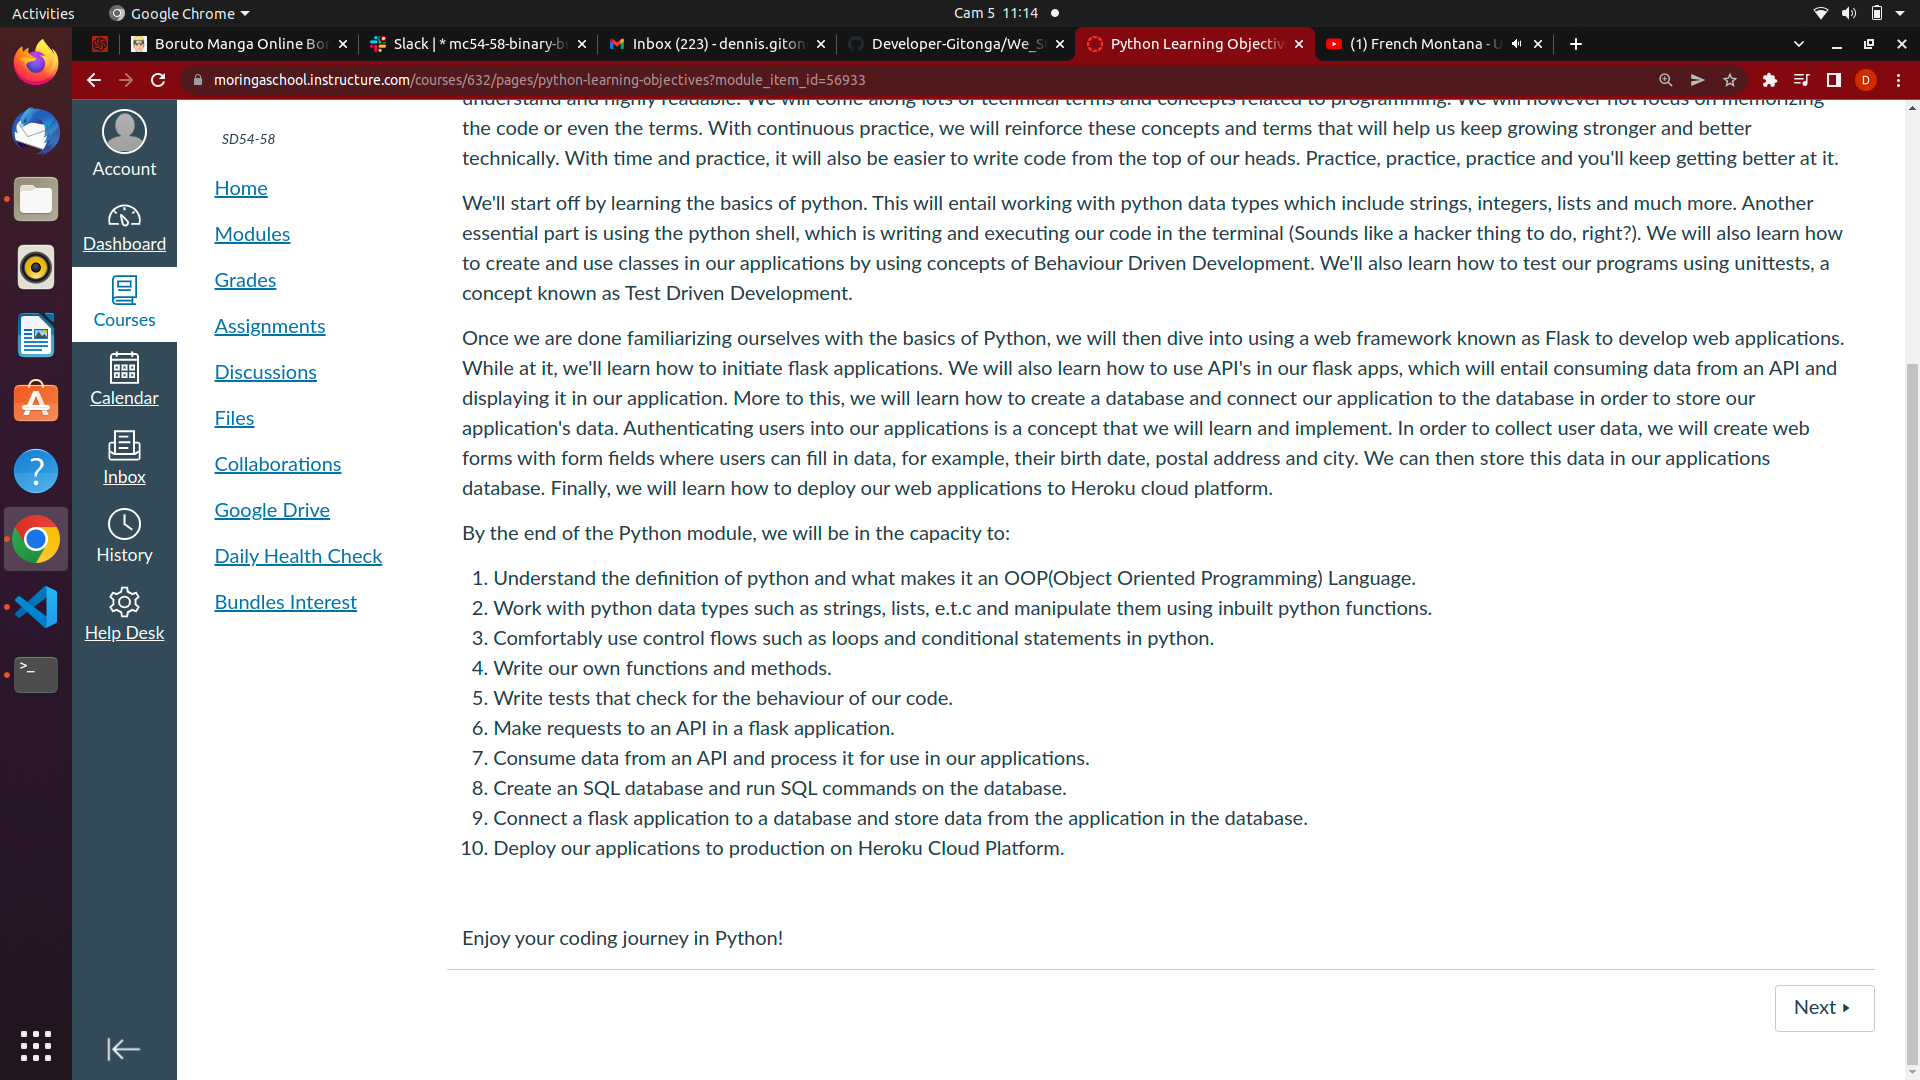 Activities
Google Chrome
Cam 5 11:14
Boruto Manga Online Bor
Slack | * mc54-58-binary-b
Inbox (223) - dennis.giton
Developer-Gitonga/We_S
Python Learning Objectiv
(1) French Montana - U
moringaschool.instructure.com/courses/632/pages/python-learning-objectives?module_item_id=56933
D
Account
Dashboard
Courses
Calendar
Inbox
History
Help Desk
SD54-58
Home
Modules
Grades
Assignments
Discussions
Files
Collaborations
Google Drive
Daily Health Check
Bundles Interest
understand and highly readable. We will come along lots of technical terms and concepts related to programming. We will however not focus on memorizing
the code or even the terms. With continuous practice, we will reinforce these concepts and terms that will help us keep growing stronger and better
technically. With time and practice, it will also be easier to write code from the top of our heads. Practice, practice, practice and you'll keep getting better at it.
We'll start off by learning the basics of python. This will entail working with python data types which include strings, integers, lists and much more. Another
essential part is using the python shell, which is writing and executing our code in the terminal (Sounds like a hacker thing to do, right?). We will also learn how
to create and use classes in our applications by using concepts of Behaviour Driven Development. We'll also learn how to test our programs using unittests, a
concept known as Test Driven Development.
Once we are done familiarizing ourselves with the basics of Python, we will then dive into using a web framework known as Flask to develop web applications.
While at it, we'll learn how to initiate flask applications. We will also learn how to use API's in our flask apps, which will entail consuming data from an API and
displaying it in our application. More to this, we will learn how to create a database and connect our application to the database in order to store our
application's data. Authenticating users into our applications is a concept that we will learn and implement. In order to collect user data, we will create web
forms with form fields where users can fill in data, for example, their birth date, postal address and city. We can then store this data in our applications
database. Finally, we will learn how to deploy our web applications to Heroku cloud platform.
By the end of the Python module, we will be in the capacity to:
1. Understand the definition of python and what makes it an OOP(Object Oriented Programming) Language.
2. Work with python data types such as strings, lists, e.t.c and manipulate them using inbuilt python functions.
3. Comfortably use control flows such as loops and conditional statements in python.
4. Write our own functions and methods.
5. Write tests that check for the behaviour of our code.
6. Make requests to an API in a flask application.
7. Consume data from an API and process it for use in our applications.
8. Create an SQL database and run SQL commands on the database.
9. Connect a flask application to a database and store data from the application in the database.
10. Deploy our applications to production on Heroku Cloud Platform.
Enjoy your coding journey in Python!
Next